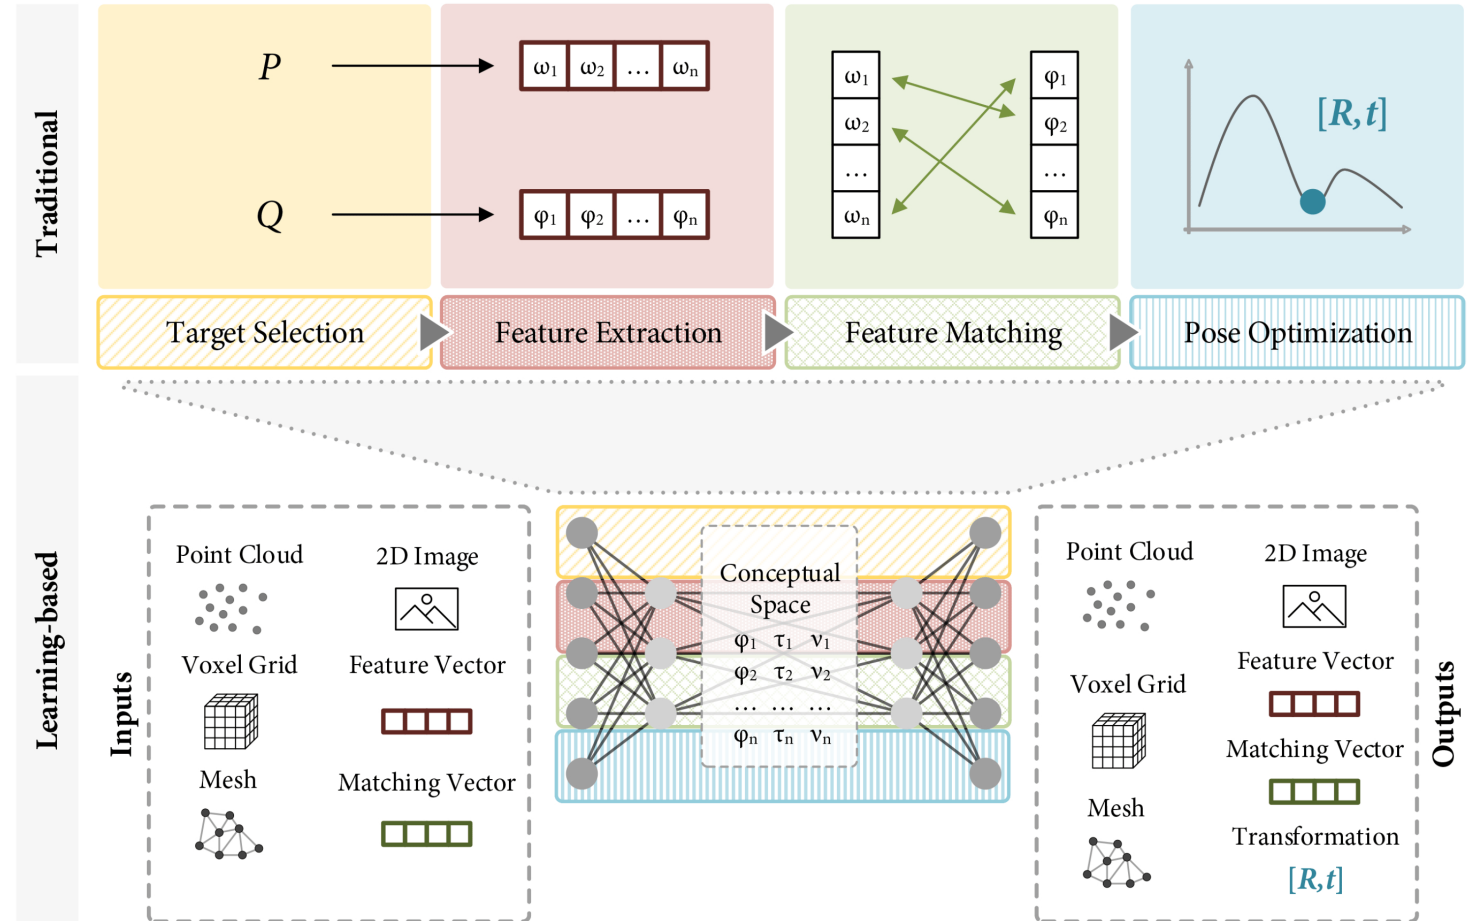 Traditional
P
ω1 ω2 … ωn
Q
φ1 φ2 … φn
ω1
ω2
…
ωn
φ1
φ2
…
φn
[R,t]
Target Selection
Feature Extraction
Feature Matching
Pose Optimization
Learning-based
Inputs
Point Cloud
2D Image
Voxel Grid
Feature Vector
Mesh
Matching Vector
Conceptual
Space
φ1 τ1 ν1
φ2 τ2 ν2
… … …
φn τn νn
Outputs
Point Cloud
2D Image
Voxel Grid
Feature Vector
Matching Vector
Mesh
Transformation
[R,t]